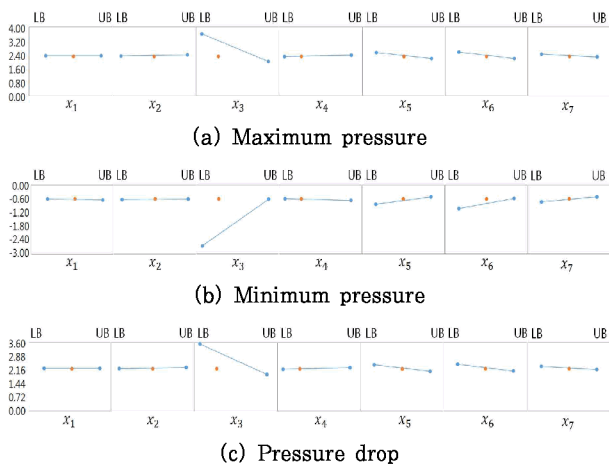 LB UB LB UB LB UB LB UB
4.00
3.20
2.40
1.60
0.80
0.00
x₁ x₂ x₃ x₄ x₅ x₆ x₇
(a) Maximum pressure
LB UB LB UB LB UB LB UB
0.00
-0.60
-1.20
-1.80
-2.40
-3.00
x₁ x₂ x₃ x₄ x₅ x₆ x₇
(b) Minimum pressure
LB UB LB UB LB UB LB UB
3.60
2.88
2.16
1.44
0.72
0.00
x₁ x₂ x₃ x₄ x₅ x₆ x₇
(c) Pressure drop